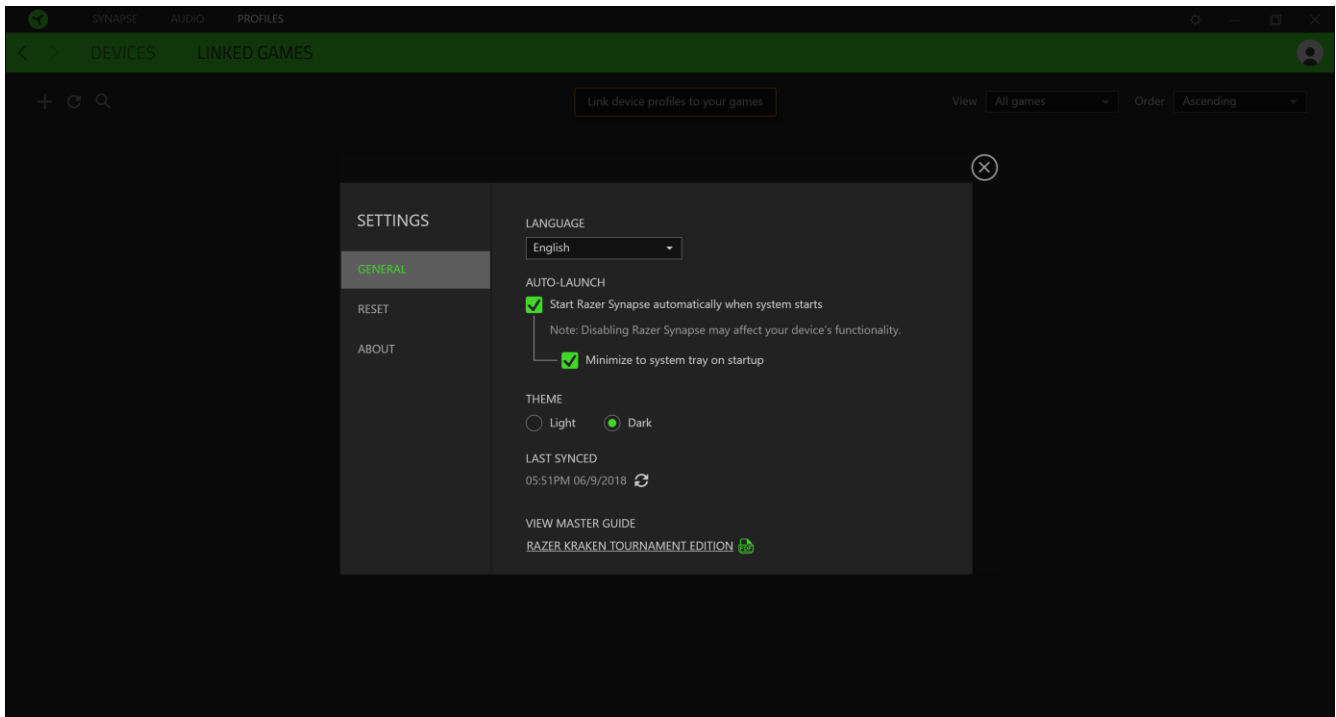 SYNAPSE AUDIO PROFILES
DEVICES LINKED GAMES
Link device profiles to your games View All games Order Ascending
SETTINGS
GENERAL
RESET
ABOUT
LANGUAGE
English
AUTO-LAUNCH
Start Razer Synapse automatically when system starts
Note: Disabling Razer Synapse may affect your device's functionality.
Minimize to system tray on startup
THEME
Light Dark
LAST SYNCED
05:51PM 06/9/2018
VIEW MASTER GUIDE
RAZER KRAKEN TOURNAMENT EDITION PDF